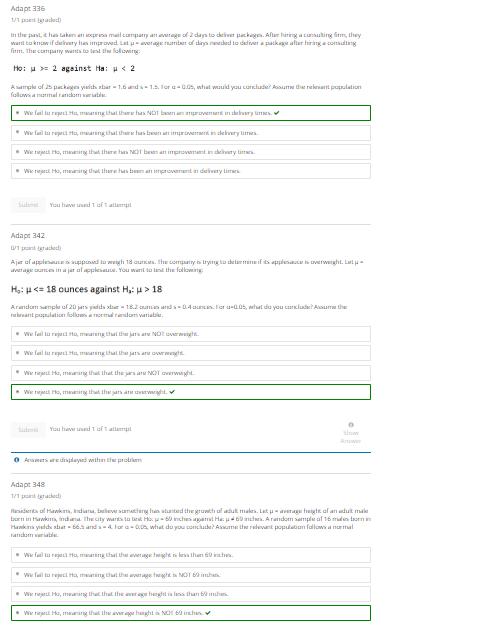 Adapt 336
1/1 point (graded)
In the past, it has taken an express mail company an average of 2 days to deliver packages. After hiring a consulting firm, they
want to know if delivery has improved. Let μ = average number of days needed to deliver a package after hiring a consulting
firm. The company wants to test the following:
Ho: μ >= 2 against Ha: μ < 2
A sample of 25 packages yields xbar = 1.6 and s = 1.5. For α = 0.05, what would you conclude? Assume the relevant population
follows a normal random variable.
We fail to reject Ho, meaning that there has NOT been an improvement in delivery times. ✔
We fail to reject Ho, meaning that there has been an improvement in delivery times.
We reject Ho, meaning that there has NOT been an improvement in delivery times.
We reject Ho, meaning that there has been an improvement in delivery times.
Submit You have used 1 of 1 attempt
Adapt 342
0/1 point (graded)
A jar of applesauce is supposed to weigh 18 ounces. The company is trying to determine if its applesauce is overweight. Let μ =
average ounces in a jar of applesauce. You want to test the following:
Hₒ: μ <= 18 ounces against Hₐ: μ > 18
A random sample of 20 jars yields xbar = 18.2 ounces and s = 0.4 ounces. For α=0.05, what do you conclude? Assume the
relevant population follows a normal random variable.
We fail to reject Ho, meaning that the jars are NOT overweight.
We fail to reject Ho, meaning that the jars are overweight.
We reject Ho, meaning that that the jars are NOT overweight.
We reject Ho, meaning that the jars are overweight. ✔
Submit You have used 1 of 1 attempt
Show
Answer
Answers are displayed within the problem
Adapt 348
1/1 point (graded)
Residents of Hawkins, Indiana, believe something has stunted the growth of adult males. Let μ = average height of an adult male
born in Hawkins, Indiana. The city wants to test Ho: μ = 69 inches against Ha: μ ≠ 69 inches. A random sample of 16 males born in
Hawkins yields xbar = 66.5 and s = 4. For α = 0.05, what do you conclude? Assume the relevant population follows a normal
random variable.
We fail to reject Ho, meaning that the average height is less than 69 inches.
We fail to reject Ho, meaning that the average height is NOT 69 inches.
We reject Ho, meaning that that the average height is less than 69 inches.
We reject Ho, meaning that the average height is NOT 69 inches. ✔